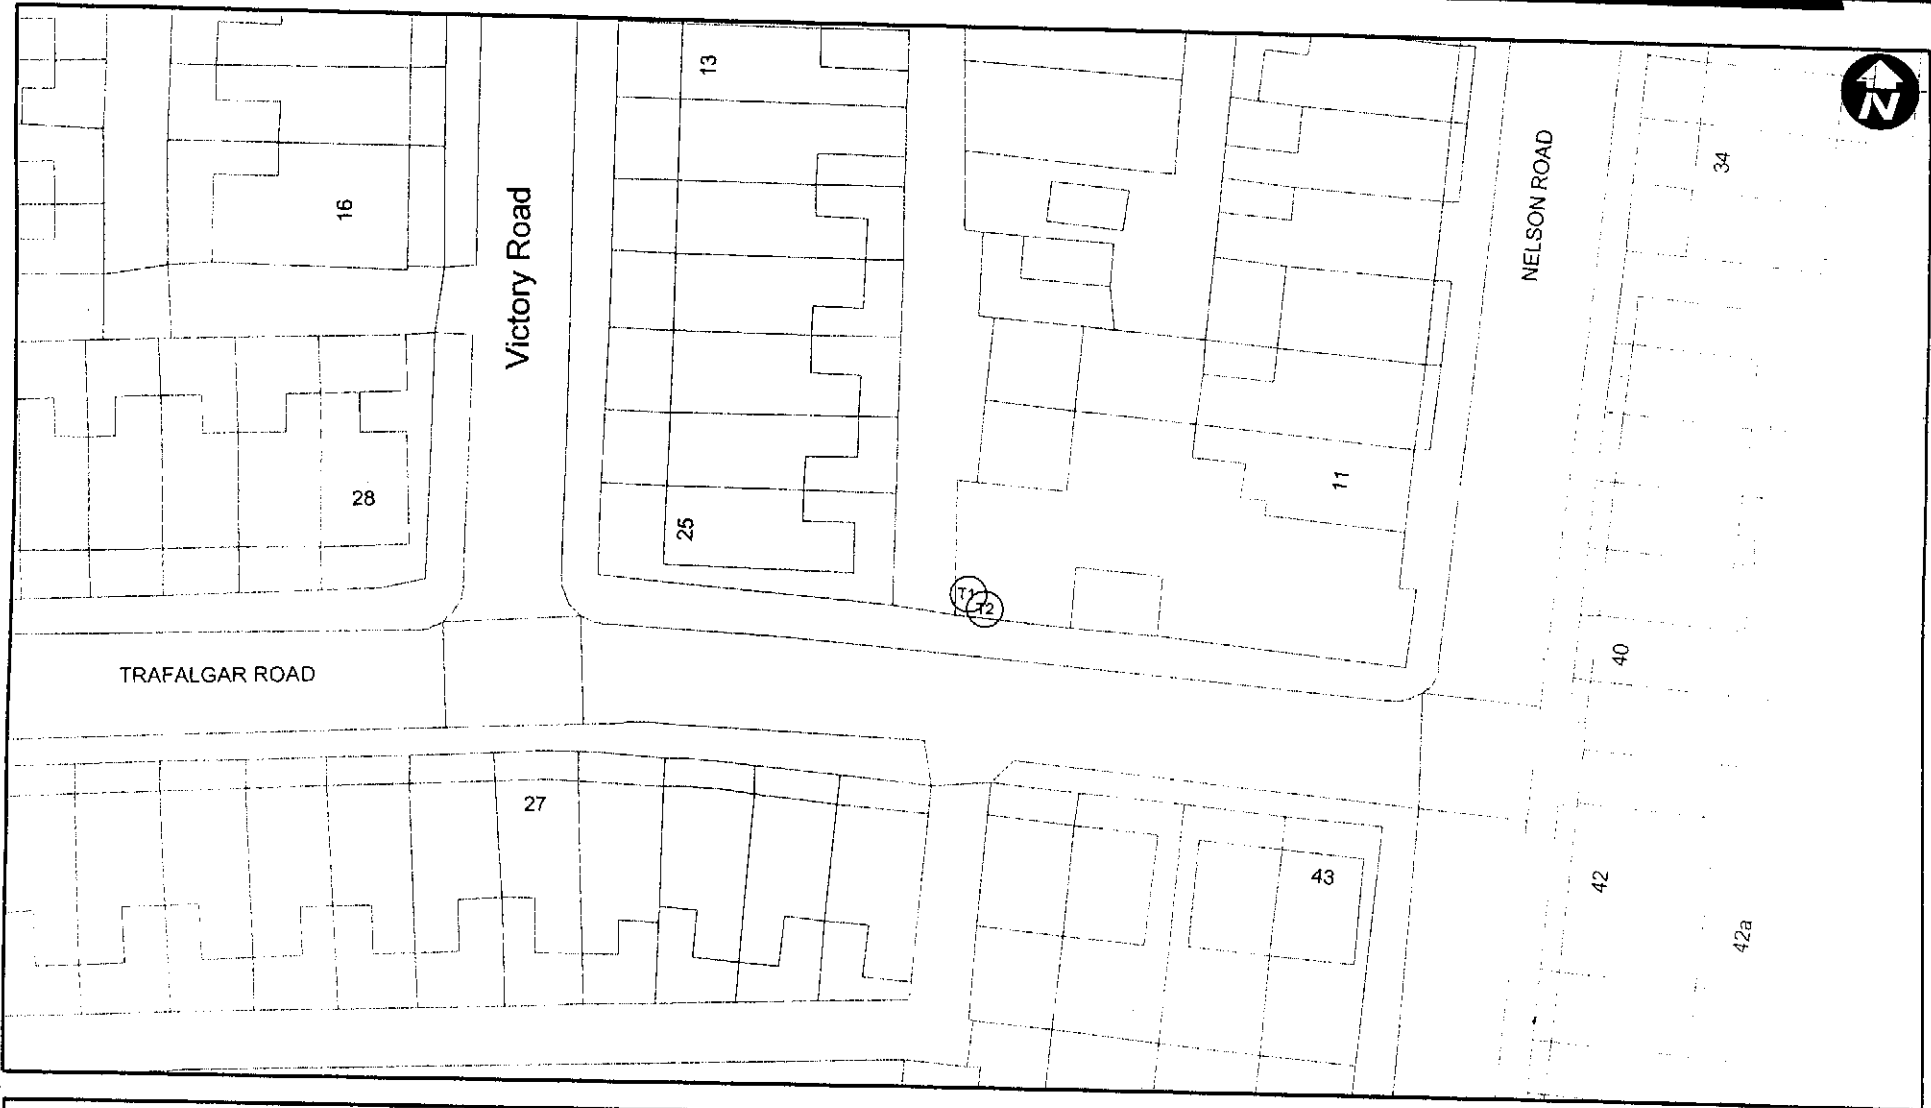 13
N
34
NELSON ROAD
16
Victory Road
11
28
25
T1
T2
40
TRAFALGAR ROAD
27
43
42
42a